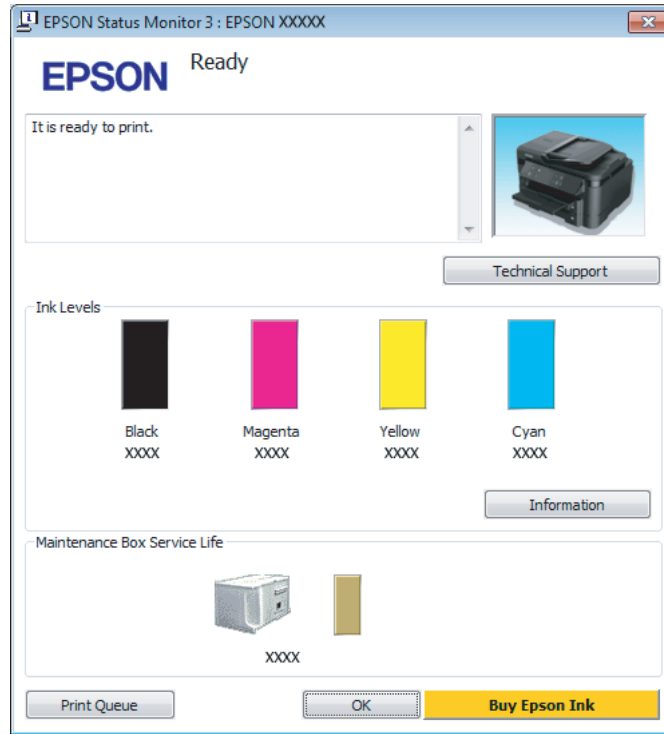 EPSON Status Monitor 3 : EPSON XXXXX
EPSON
Ready
It is ready to print.
Technical Support
Ink Levels
Black Magenta Yellow Cyan
XXXX XXXX XXXX XXXX
Information
Maintenance Box Service Life
XXXX
Print Queue OK Buy Epson Ink